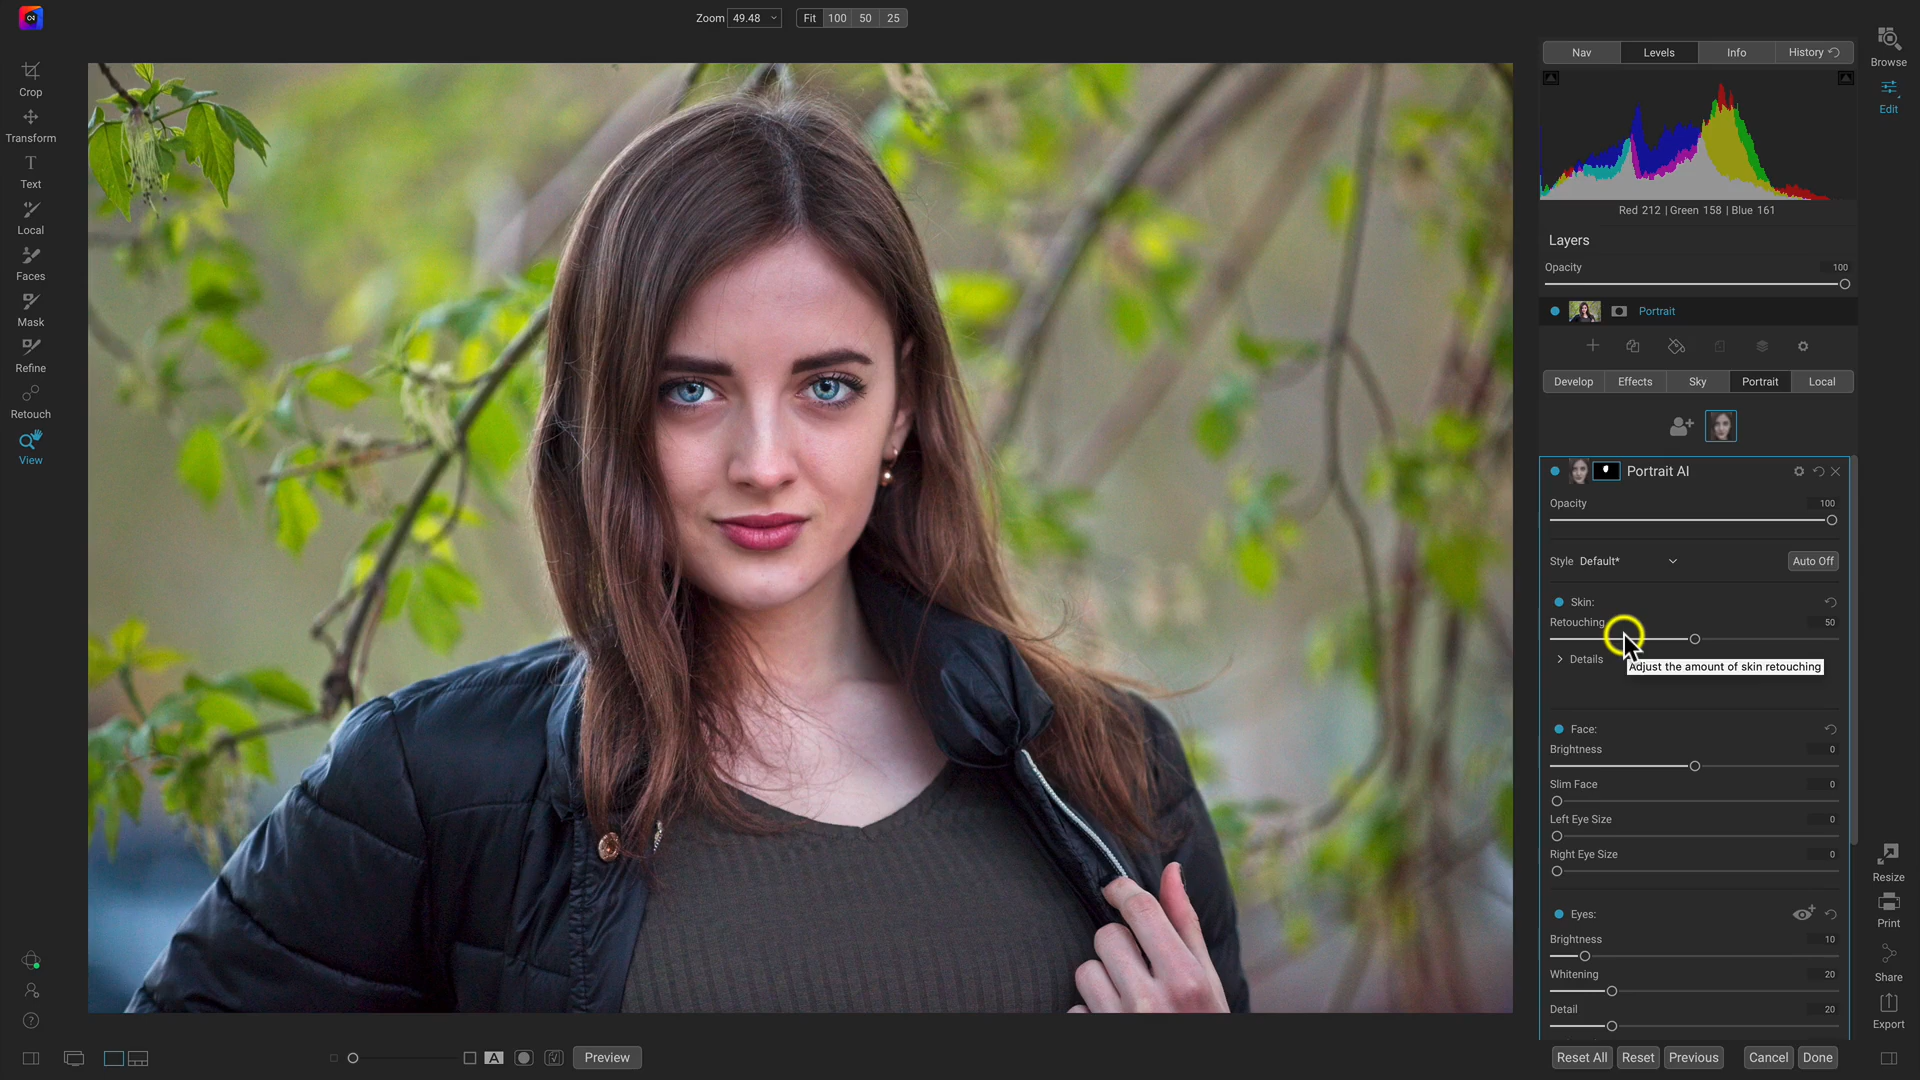 Zoom 49.48 Fit 100 50 25
Crop
Transform
Text
Local
Faces
Mask
Refine
Retouch
View
Nav Levels Info History
Browse
Edit
Red 212 | Green 158 | Blue 161
Layers
Opacity 100
Portrait
Develop Effects Sky Portrait Local
Portrait AI
Opacity 100
Style Default* Auto Off
Skin:
Retouching 50
Details
Adjust the amount of skin retouching
Face:
Brightness 0
Slim Face 0
Left Eye Size 0
Right Eye Size 0
Eyes:
Brightness 10
Whitening 20
Detail 20
Resize
Print
Share
Export
A Preview
Reset All Reset Previous Cancel Done